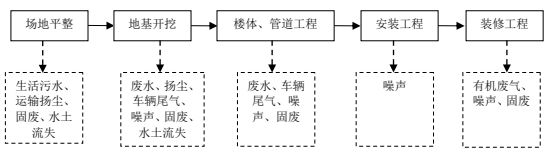 场地平整
地基开挖
楼体、管道工程
安装工程
装修工程
生活污水、
运输扬尘、
固废、水土
流失
废水、扬尘、
车辆尾气、
噪声、固废、
水土流失
废水、车辆
尾气、噪
声、固废
噪声
有机废气、
噪声、固废